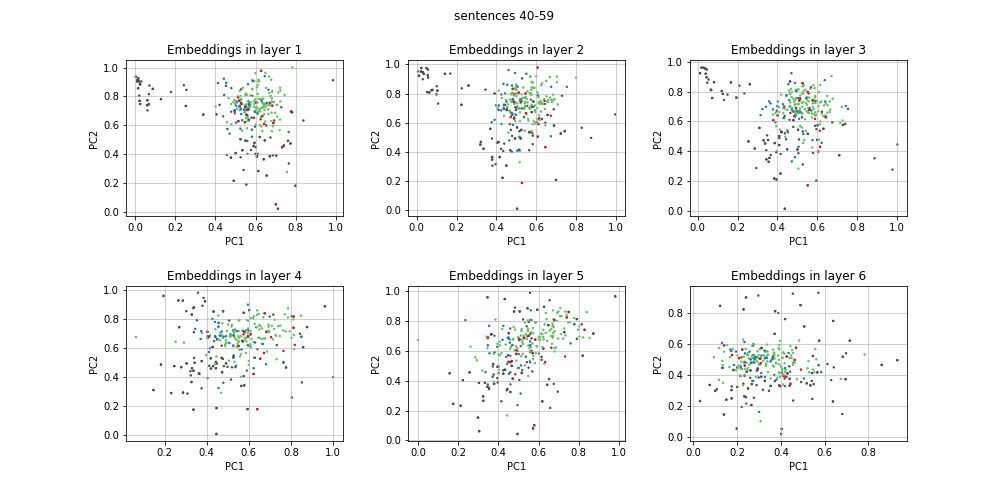 sentences 40-59
Embeddings in layer 1
Embeddings in layer 2
Embeddings in layer 3
1.0
0.8
0.6
0.4
0.2
0.0
PC2
0.0 0.2 0.4 0.6 0.8 1.0
PC1
1.0
0.8
0.6
0.4
0.2
0.0
PC2
0.0 0.2 0.4 0.6 0.8 1.0
PC1
1.0
0.8
0.6
0.4
0.2
0.0
PC2
0.0 0.2 0.4 0.6 0.8 1.0
PC1
Embeddings in layer 4
Embeddings in layer 5
Embeddings in layer 6
1.0
0.8
0.6
0.4
0.2
0.0
PC2
0.2 0.4 0.6 0.8 1.0
PC1
1.0
0.8
0.6
0.4
0.2
0.0
PC2
0.0 0.2 0.4 0.6 0.8 1.0
PC1
0.8
0.6
0.4
0.2
0.0
PC2
0.0 0.2 0.4 0.6 0.8
PC1